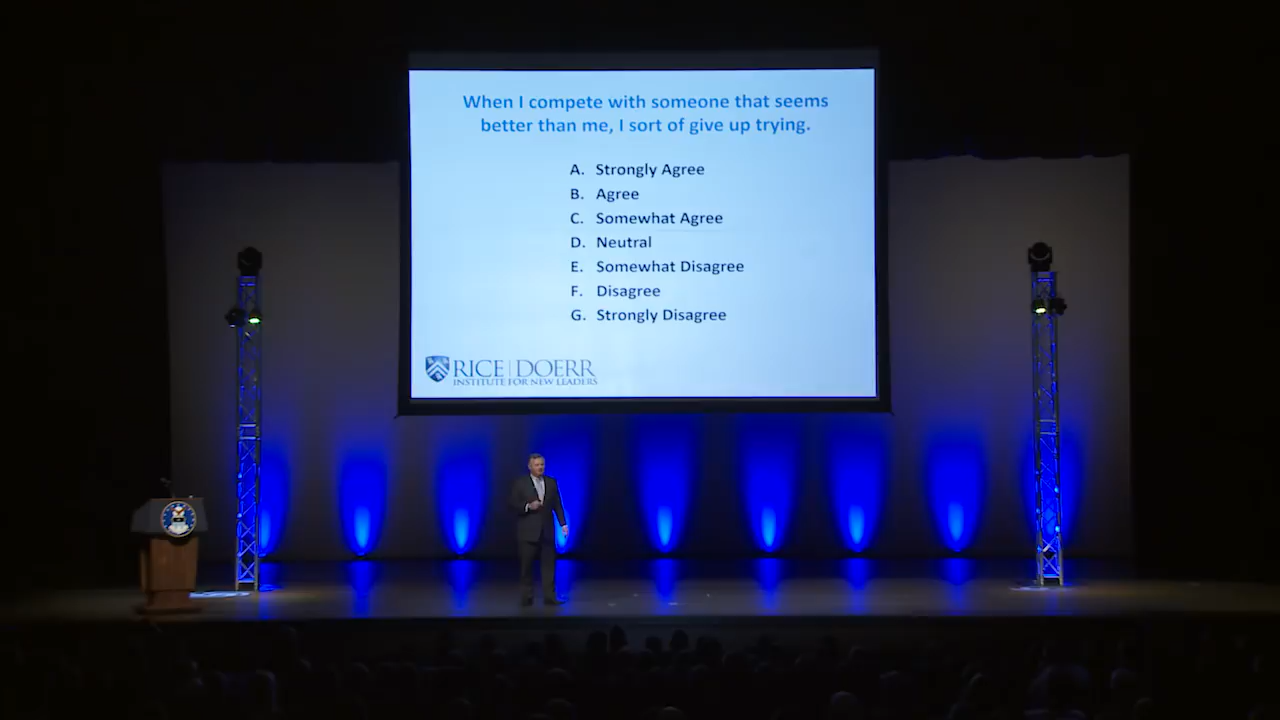 When I compete with someone that seems
better than me, I sort of give up trying.
A. Strongly Agree
B. Agree
C. Somewhat Agree
D. Neutral
E. Somewhat Disagree
F. Disagree
G. Strongly Disagree
RICE | DOERR
INSTITUTE FOR NEW LEADERS